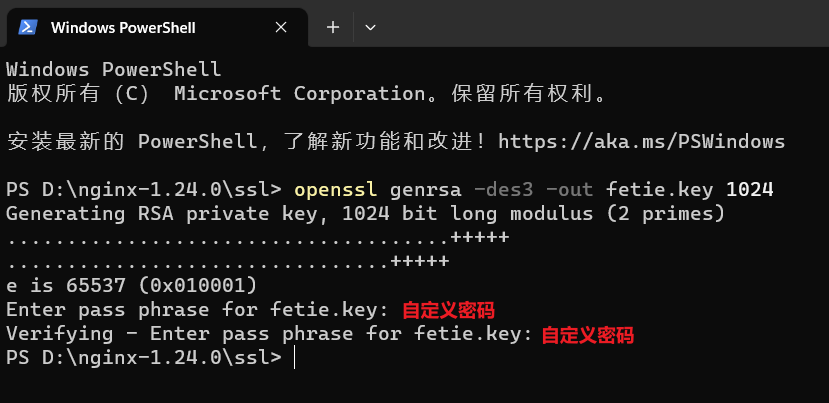 Windows PowerShell
Windows PowerShell
版权所有（C） Microsoft Corporation。保留所有权利。
安装最新的 PowerShell，了解新功能和改进！https://aka.ms/PSWindows
PS D:\nginx-1.24.0\ssl> openssl genrsa -des3 -out fetie.key 1024
Generating RSA private key, 1024 bit long modulus (2 primes)
.....................................+++++
................................+++++
e is 65537 (0x010001)
Enter pass phrase for fetie.key: 自定义密码
Verifying - Enter pass phrase for fetie.key: 自定义密码
PS D:\nginx-1.24.0\ssl>